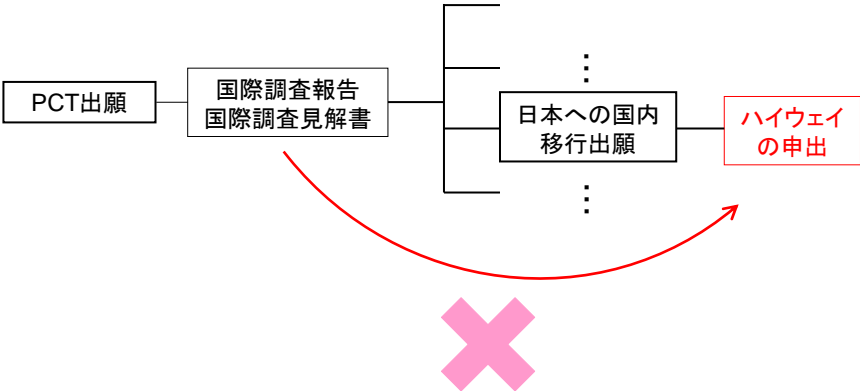 PCT出願
国際調査報告
国際調査見解書
日本への国内
移行出願
ハイウェイ
の申出